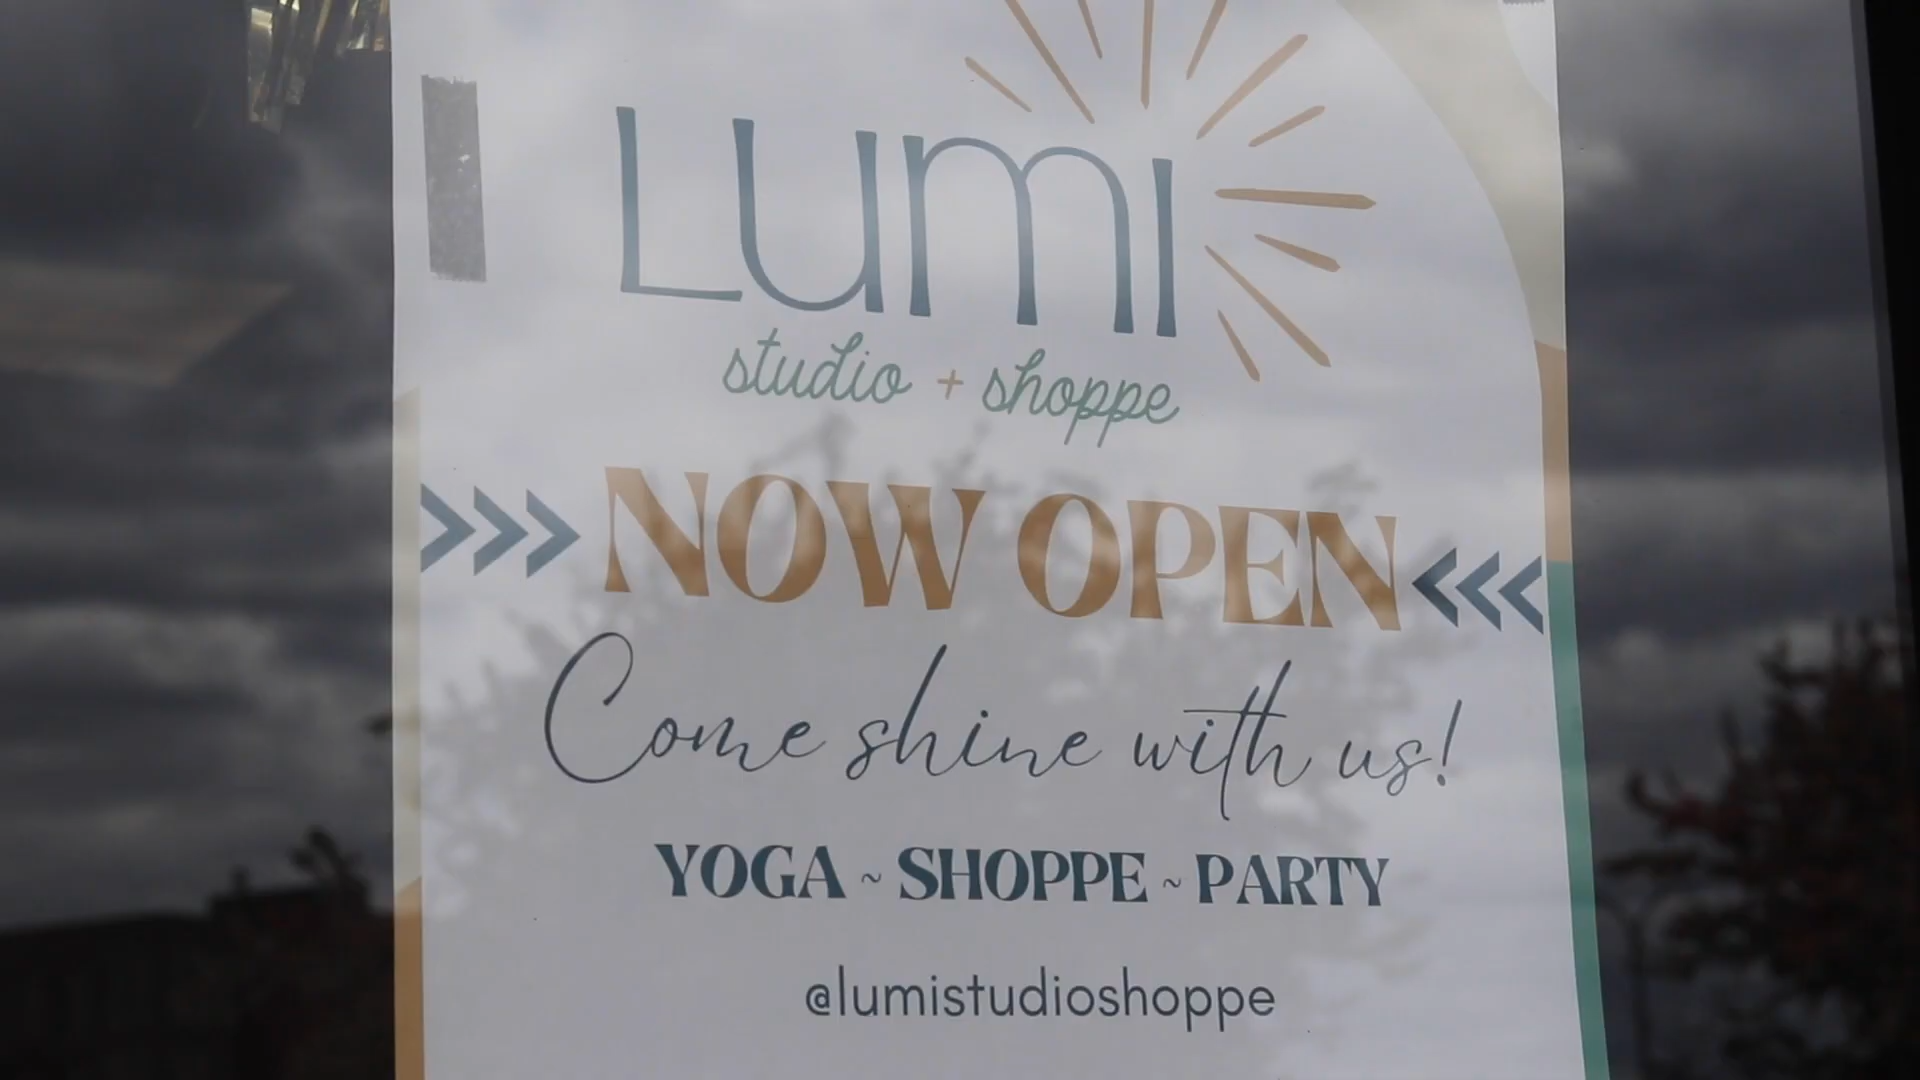 Lumi
studio + shoppe
>>> NOW OPEN <<<
Come shine with us!
YOGA ~ SHOPPE ~ PARTY
@lumistudioshoppe